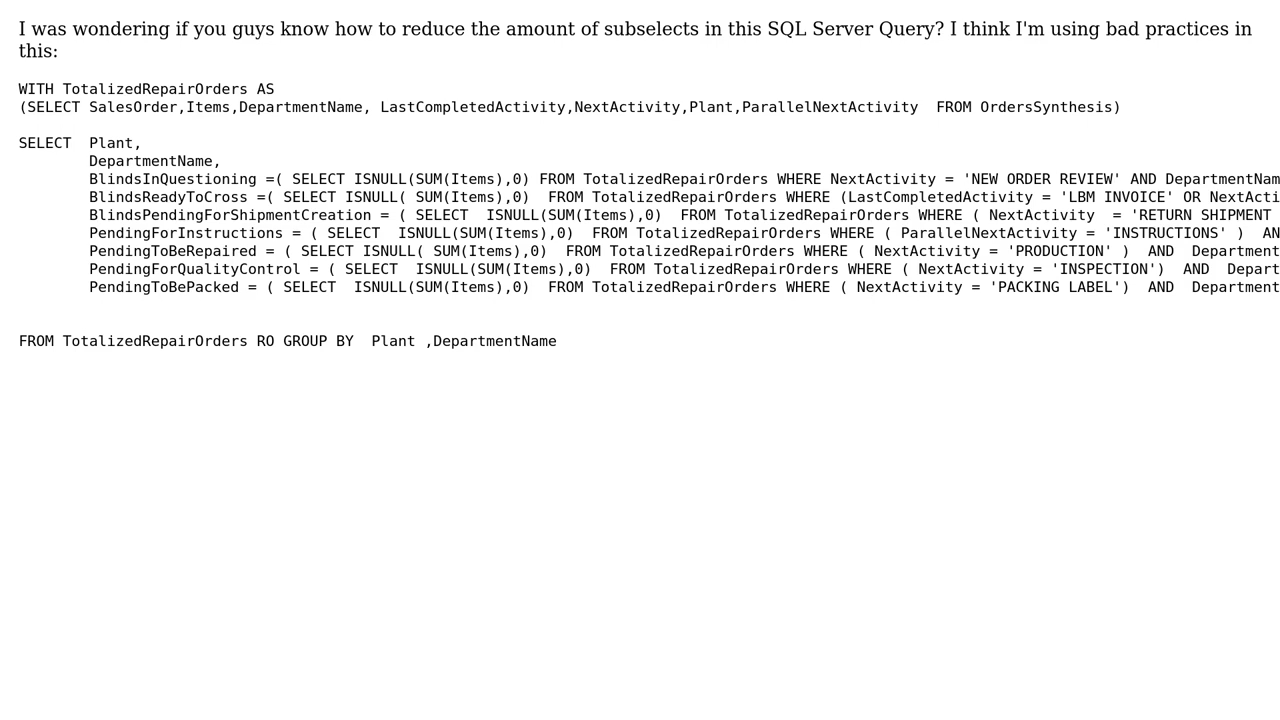 I was wondering if you guys know how to reduce the amount of subselects in this SQL Server Query? I think I'm using bad practices in
this:
WITH TotalizedRepairOrders AS
(SELECT SalesOrder,Items,DepartmentName, LastCompletedActivity,NextActivity,Plant,ParallelNextActivity  FROM OrdersSynthesis)
SELECT  Plant,
        DepartmentName,
        BlindsInQuestioning =( SELECT ISNULL(SUM(Items),0) FROM TotalizedRepairOrders WHERE NextActivity = 'NEW ORDER REVIEW' AND DepartmentNam
        BlindsReadyToCross =( SELECT ISNULL( SUM(Items),0)  FROM TotalizedRepairOrders WHERE (LastCompletedActivity = 'LBM INVOICE' OR NextActi
        BlindsPendingForShipmentCreation = ( SELECT  ISNULL(SUM(Items),0)  FROM TotalizedRepairOrders WHERE ( NextActivity  = 'RETURN SHIPMENT
        PendingForInstructions = ( SELECT  ISNULL(SUM(Items),0)  FROM TotalizedRepairOrders WHERE ( ParallelNextActivity = 'INSTRUCTIONS' )  AN
        PendingToBeRepaired = ( SELECT ISNULL( SUM(Items),0)  FROM TotalizedRepairOrders WHERE ( NextActivity = 'PRODUCTION' )  AND  Department
        PendingForQualityControl = ( SELECT  ISNULL(SUM(Items),0)  FROM TotalizedRepairOrders WHERE ( NextActivity = 'INSPECTION')  AND  Depart
        PendingToBePacked = ( SELECT  ISNULL(SUM(Items),0)  FROM TotalizedRepairOrders WHERE ( NextActivity = 'PACKING LABEL')  AND  Department
FROM TotalizedRepairOrders RO GROUP BY  Plant ,DepartmentName